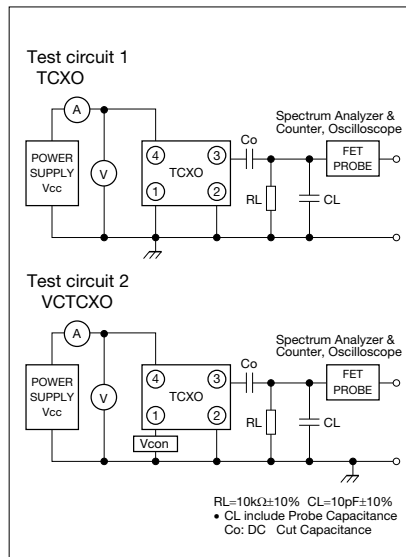 Test circuit 1
TCXO
A
Spectrum Analyzer &
Counter, Oscilloscope
Co
POWER
SUPPLY
Vcc
V
4
3
TCXO
1
2
RL
CL
FET
PROBE
Test circuit 2
VCTCXO
A
Spectrum Analyzer &
Counter, Oscilloscope
Co
POWER
SUPPLY
Vcc
V
4
3
TCXO
1
2
Vcon
RL
CL
FET
PROBE
RL=10kΩ±10% CL=10pF±10%
• CL include Probe Capacitance
Co: DC Cut Capacitance